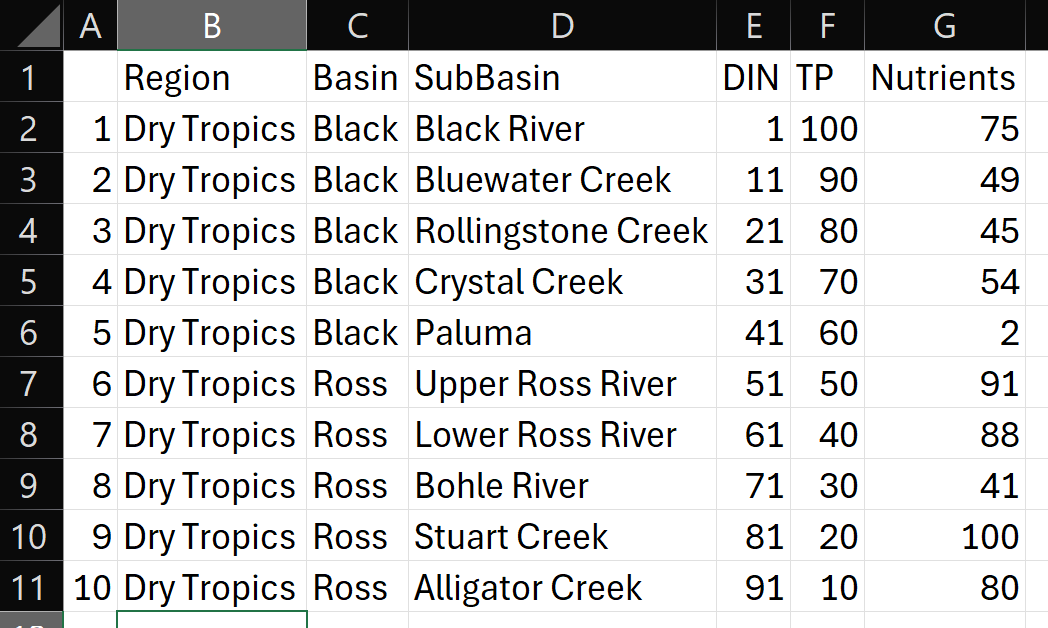 A B C D E F G
1 Region Basin SubBasin DIN TP Nutrients
2 1 Dry Tropics Black Black River 1 100 75
3 2 Dry Tropics Black Bluewater Creek 11 90 49
4 3 Dry Tropics Black Rollingstone Creek 21 80 45
5 4 Dry Tropics Black Crystal Creek 31 70 54
6 5 Dry Tropics Black Paluma 41 60 2
7 6 Dry Tropics Ross Upper Ross River 51 50 91
8 7 Dry Tropics Ross Lower Ross River 61 40 88
9 8 Dry Tropics Ross Bohle River 71 30 41
10 9 Dry Tropics Ross Stuart Creek 81 20 100
11 10 Dry Tropics Ross Alligator Creek 91 10 80